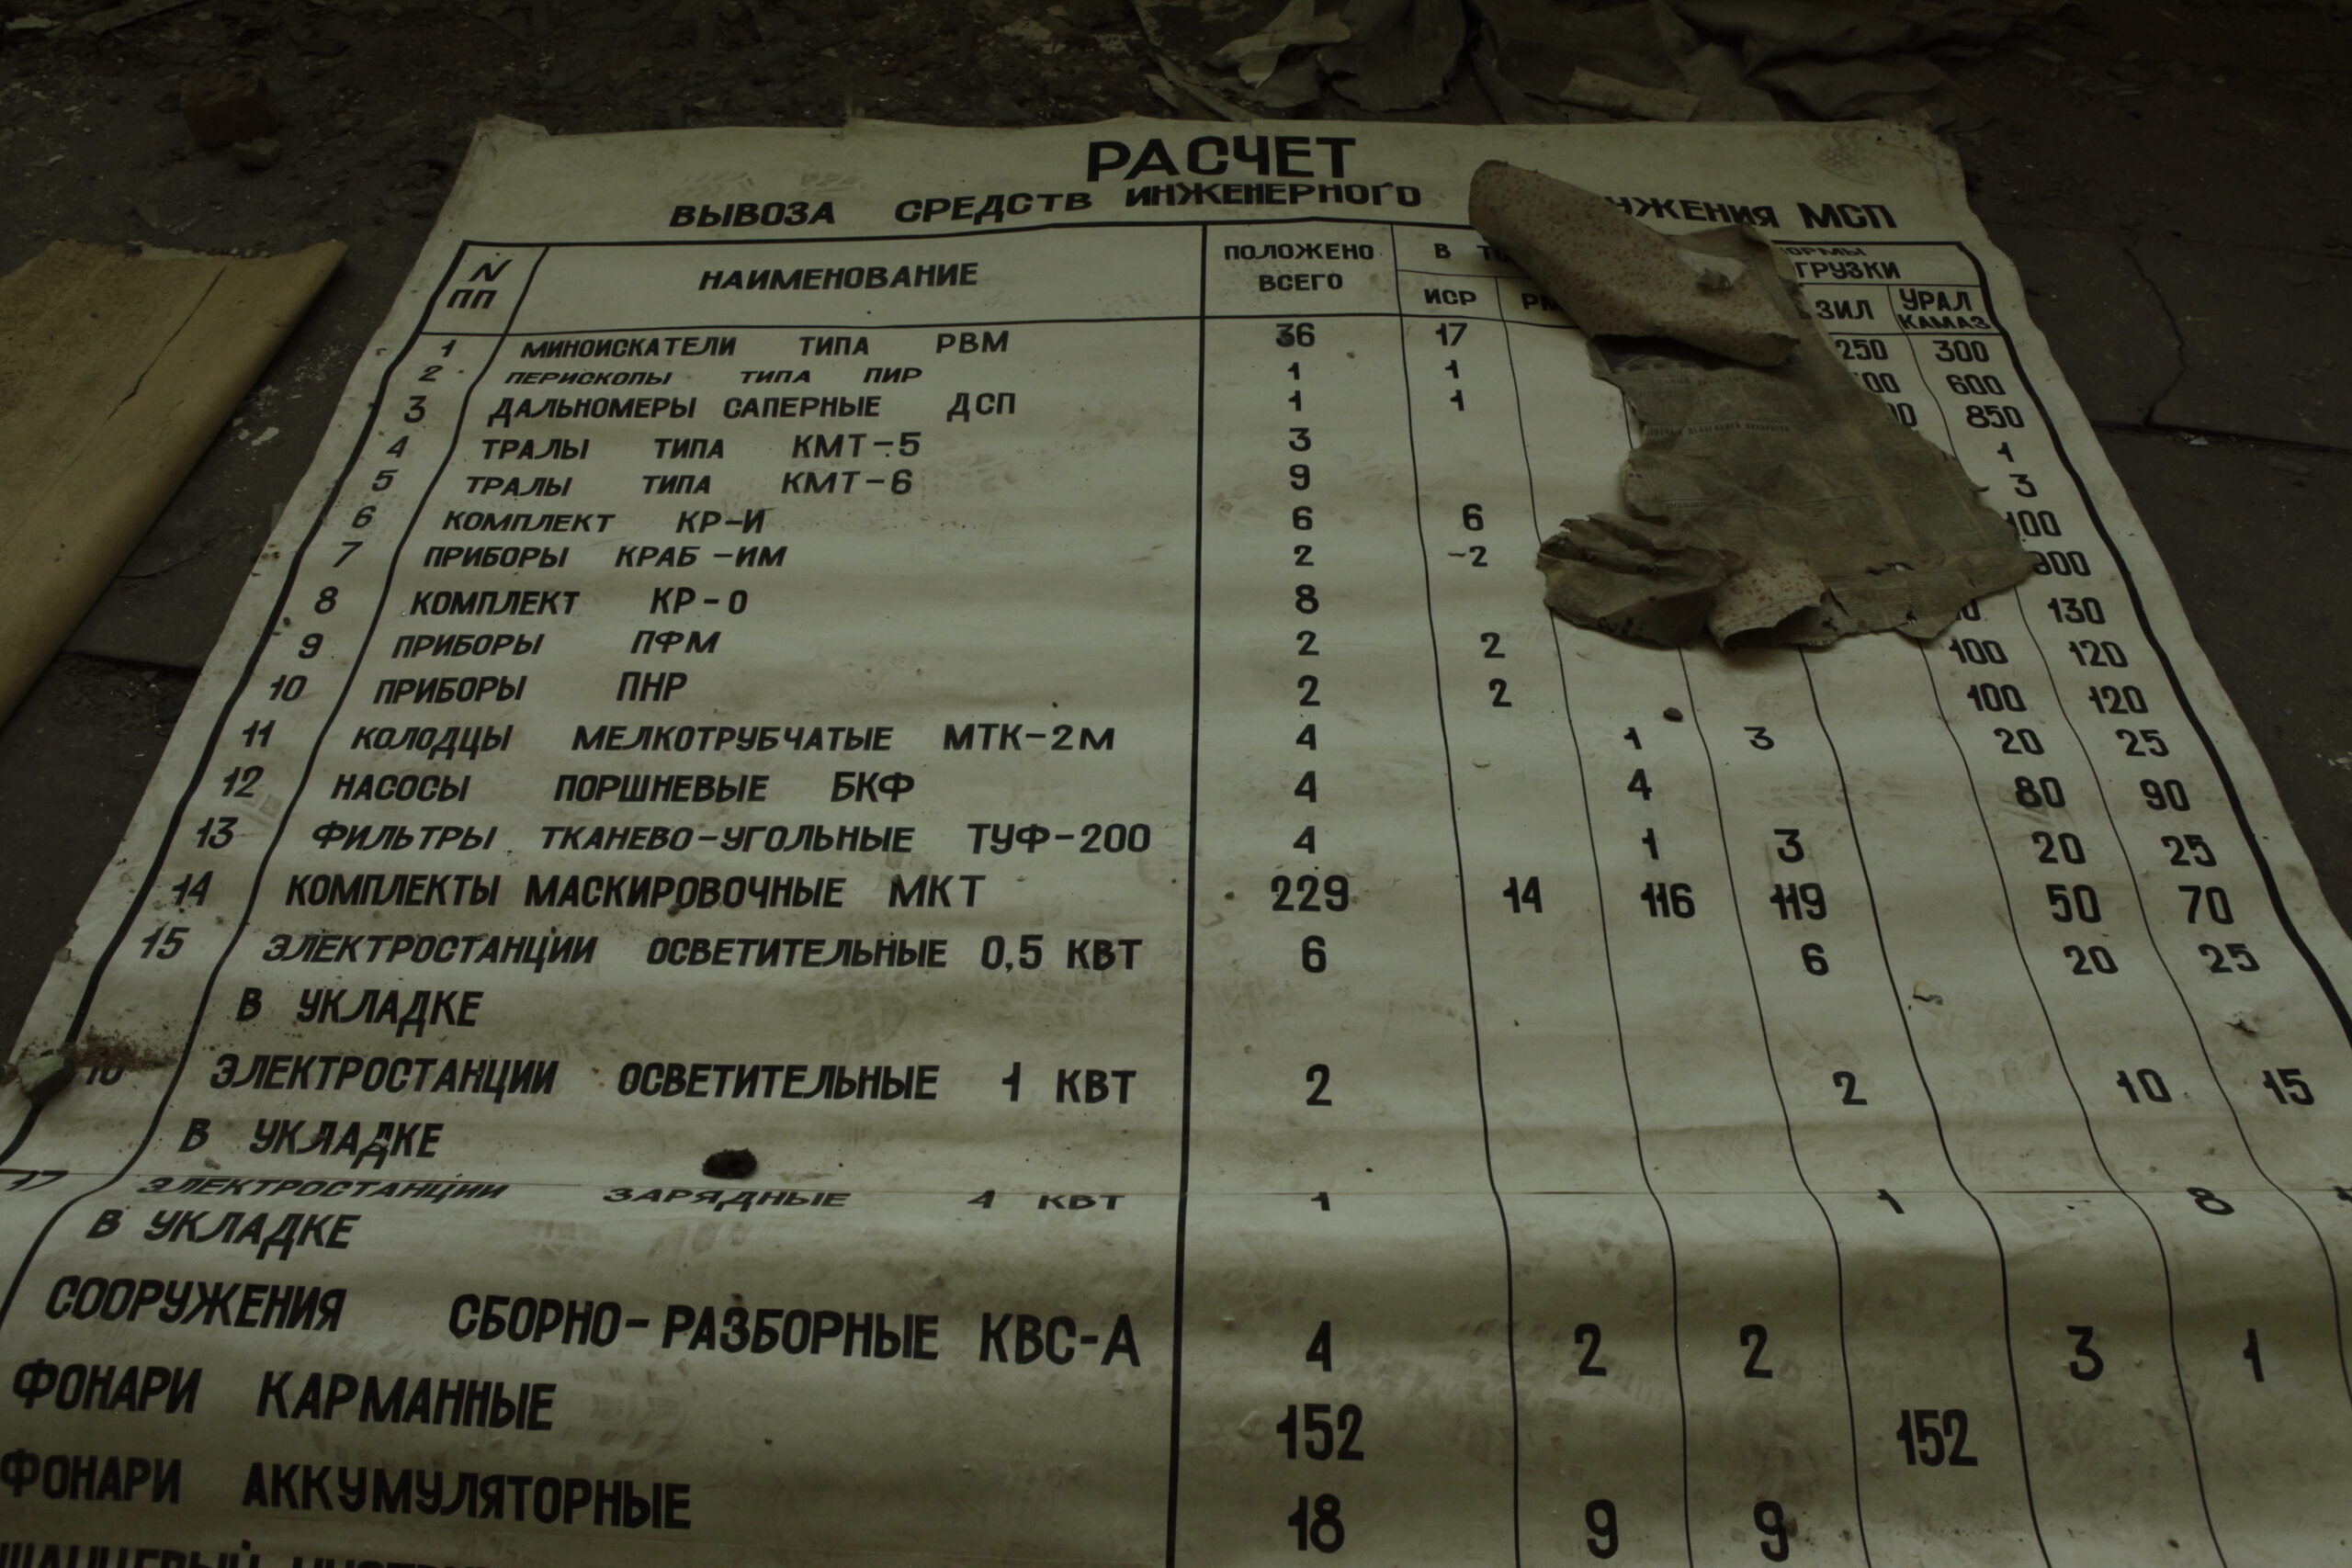 РАСЧЕТ
ВЫВОЗА СРЕДСТВ ИНЖЕНЕРНОГО МСП
N ПП НАИМЕНОВАНИЕ ПОЛОЖЕНО ВСЕГО В
ИСР ЗИЛ УРАЛ КАМАЗ
1 МИНОИСКАТЕЛИ ТИПА РВМ 36 17 250 300
2 ПЕРИСКОПЫ ТИПА ПИР 1 1 600
3 ДАЛЬНОМЕРЫ САПЕРНЫЕ ДСП 1 1 850
4 ТРАЛЫ ТИПА КМТ-5 3 1
5 ТРАЛЫ ТИПА КМТ-6 9 3
6 КОМПЛЕКТ КР-И 6 6
7 ПРИБОРЫ КРАБ-ИМ 2 2
8 КОМПЛЕКТ КР-О 8 130
9 ПРИБОРЫ ПФМ 2 2 100 120
10 ПРИБОРЫ ПНР 2 2 100 120
11 КОЛОДЦЫ МЕЛКОТРУБЧАТЫЕ МТК-2М 4 1 3 20 25
12 НАСОСЫ ПОРШНЕВЫЕ БКФ 4 4 80 90
13 ФИЛЬТРЫ ТКАНЕВО-УГОЛЬНЫЕ ТУФ-200 4 1 3 20 25
14 КОМПЛЕКТЫ МАСКИРОВОЧНЫЕ МКТ 229 14 116 119 50 70
15 ЭЛЕКТРОСТАНЦИИ ОСВЕТИТЕЛЬНЫЕ 0,5 КВТ 6 6 20 25
В УКЛАДКЕ
16 ЭЛЕКТРОСТАНЦИИ ОСВЕТИТЕЛЬНЫЕ 1 КВТ 2 2 10 15
В УКЛАДКЕ
17 ЭЛЕКТРОСТАНЦИИ ЗАРЯДНЫЕ 4 КВТ 1 1 8
В УКЛАДКЕ
СООРУЖЕНИЯ СБОРНО-РАЗБОРНЫЕ КВС-А 4 2 2 3 1
ФОНАРИ КАРМАННЫЕ 152 152
ФОНАРИ АККУМУЛЯТОРНЫЕ 18 9 9